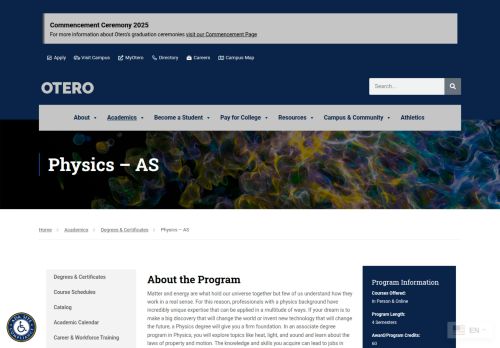 Commencement Ceremony 2025
For more information about Otero's graduation ceremonies visit our Commencement Page
Apply Visit Campus MyOtero Directory Careers Campus Map
OTERO
Search...
About Academics Become a Student Pay for College Resources Campus & Community Athletics
Physics – AS
Home Academics Degrees & Certificates Physics – AS
Degrees & Certificates
Course Schedules
Catalog
Academic Calendar
Career & Workforce Training
About the Program
Matter and energy are what hold our universe together but few of us understand how they work in a real sense. For this reason, professionals with a physics background have incredibly unique expertise that can be applied in a multitude of ways. If your dream is to make a big discovery that will change the world or invent new technology that will change the future, a Physics degree will give you a firm foundation. In an associate degree program in Physics, you will explore topics like heat, light, and wound and learn about the laws of property and motion. The knowledge and skills you acquire can lead to jobs in
Program Information
Courses Offered:
In Person & Online
Program Length:
4 Semesters
Award/Program Credits:
60
EN